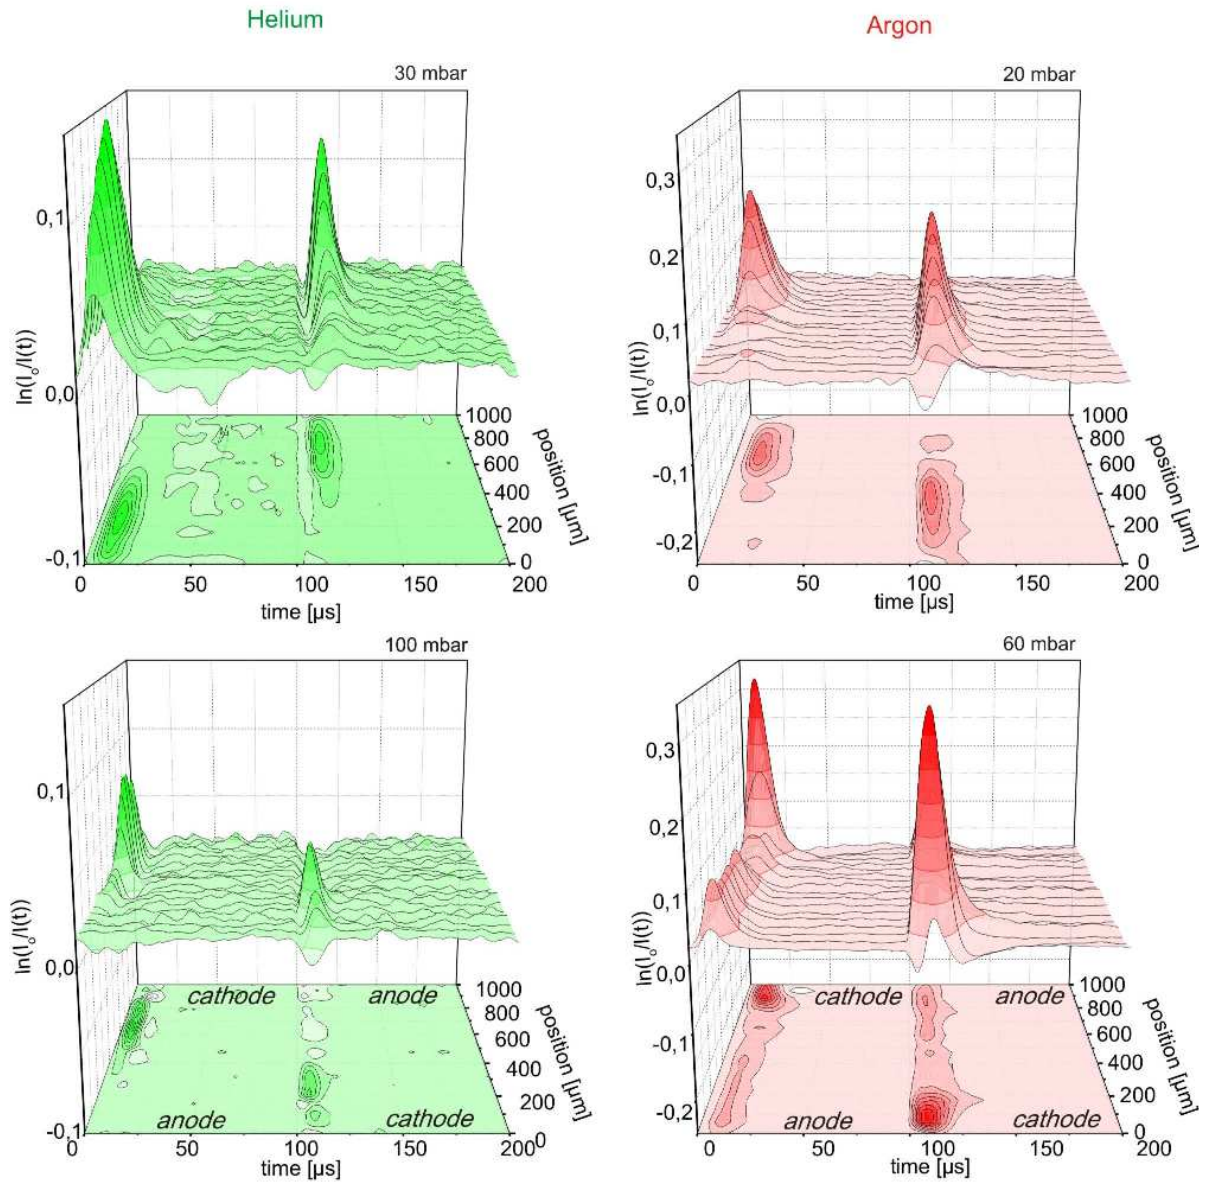 Helium
Argon
30 mbar
20 mbar
0,1
0,0
-0,1
ln(I₀/I(t))
0,3
0,2
0,1
0,0
-0,1
-0,2
ln(I₀/I(t))
1000
800
600
400
200
0
position [µm]
1000
800
600
400
200
0
position [µm]
0 50 100 150 200
time [µs]
0 50 100 150 200
time [µs]
100 mbar
60 mbar
0,1
0,0
-0,1
ln(I₀/I(t))
0,3
0,2
0,1
0,0
-0,1
-0,2
ln(I₀/I(t))
cathode anode
anode cathode
1000
800
600
400
200
0
position [µm]
cathode anode
anode cathode
1000
800
600
400
200
0
position [µm]
0 50 100 150 200
time [µs]
0 50 100 150 200
time [µs]